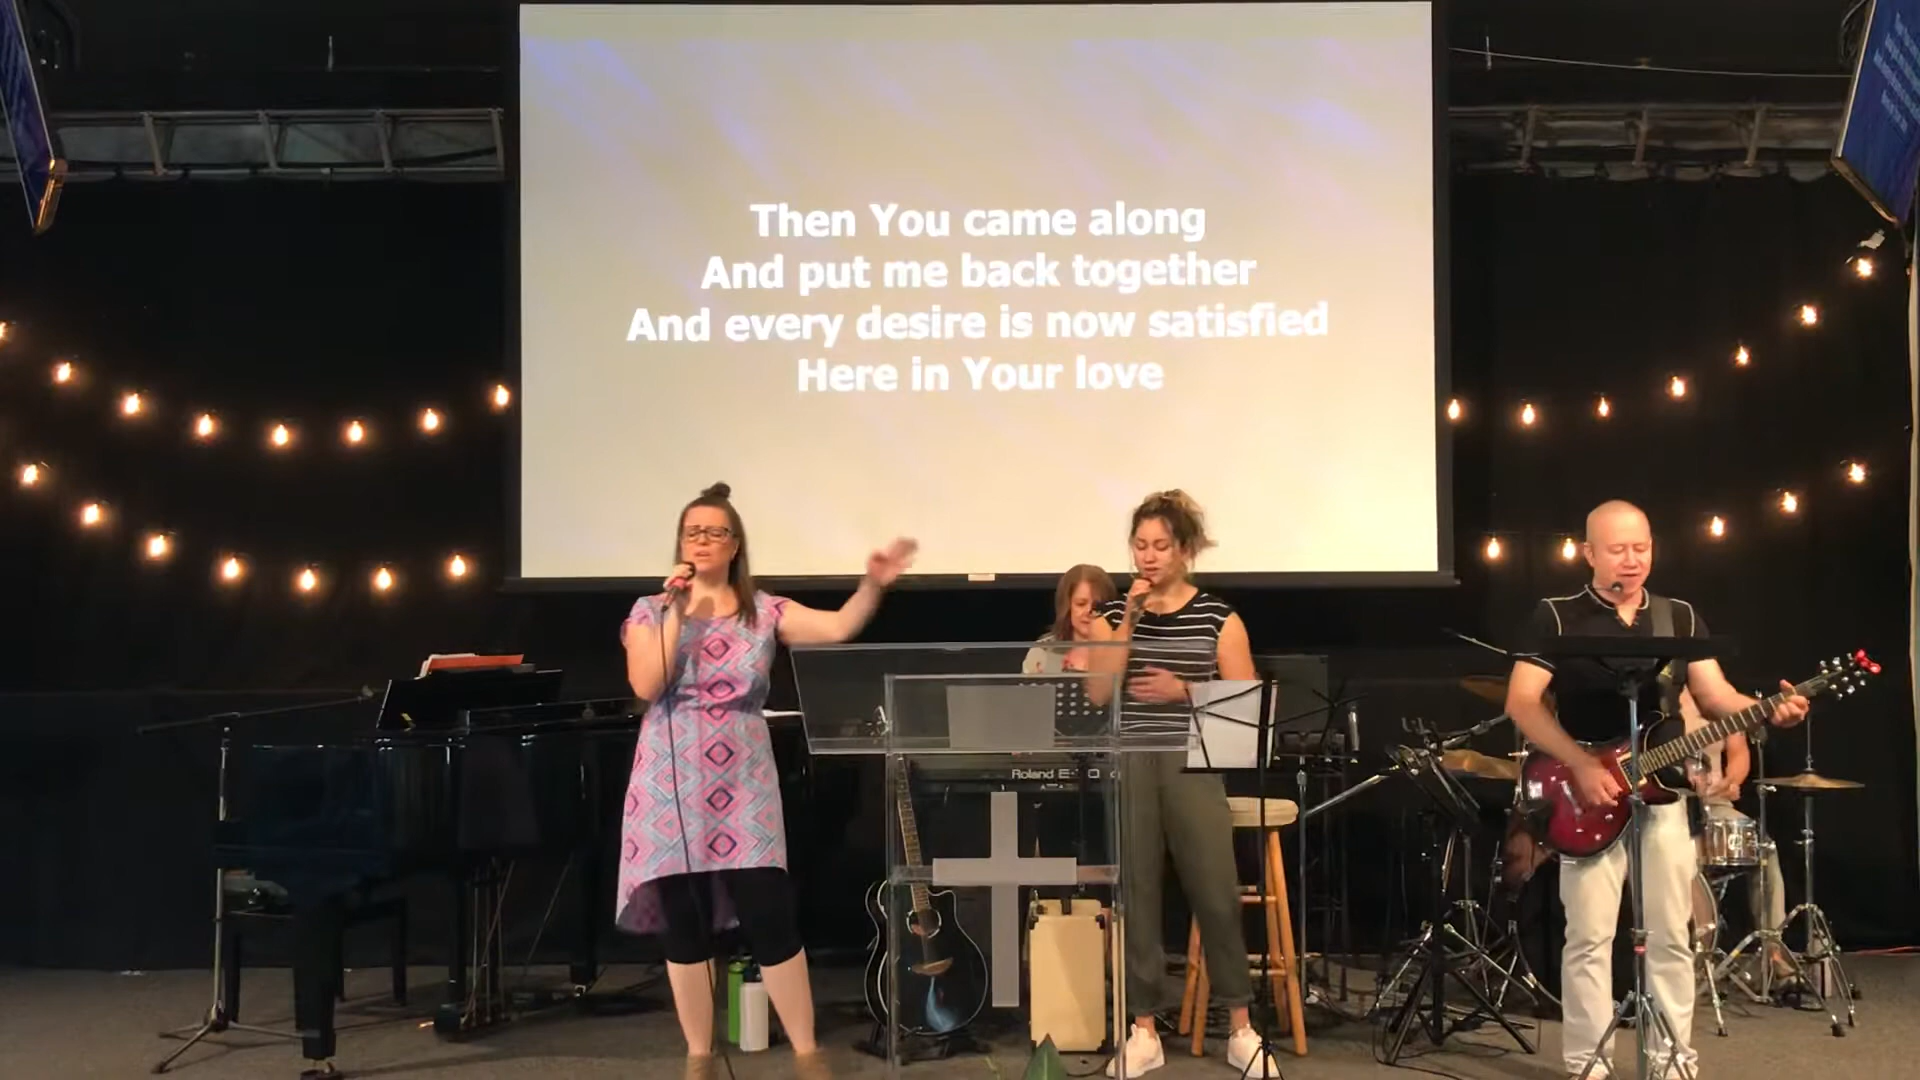 Then You came along
And put me back together
And every desire is now satisfied
Here in Your love
Roland